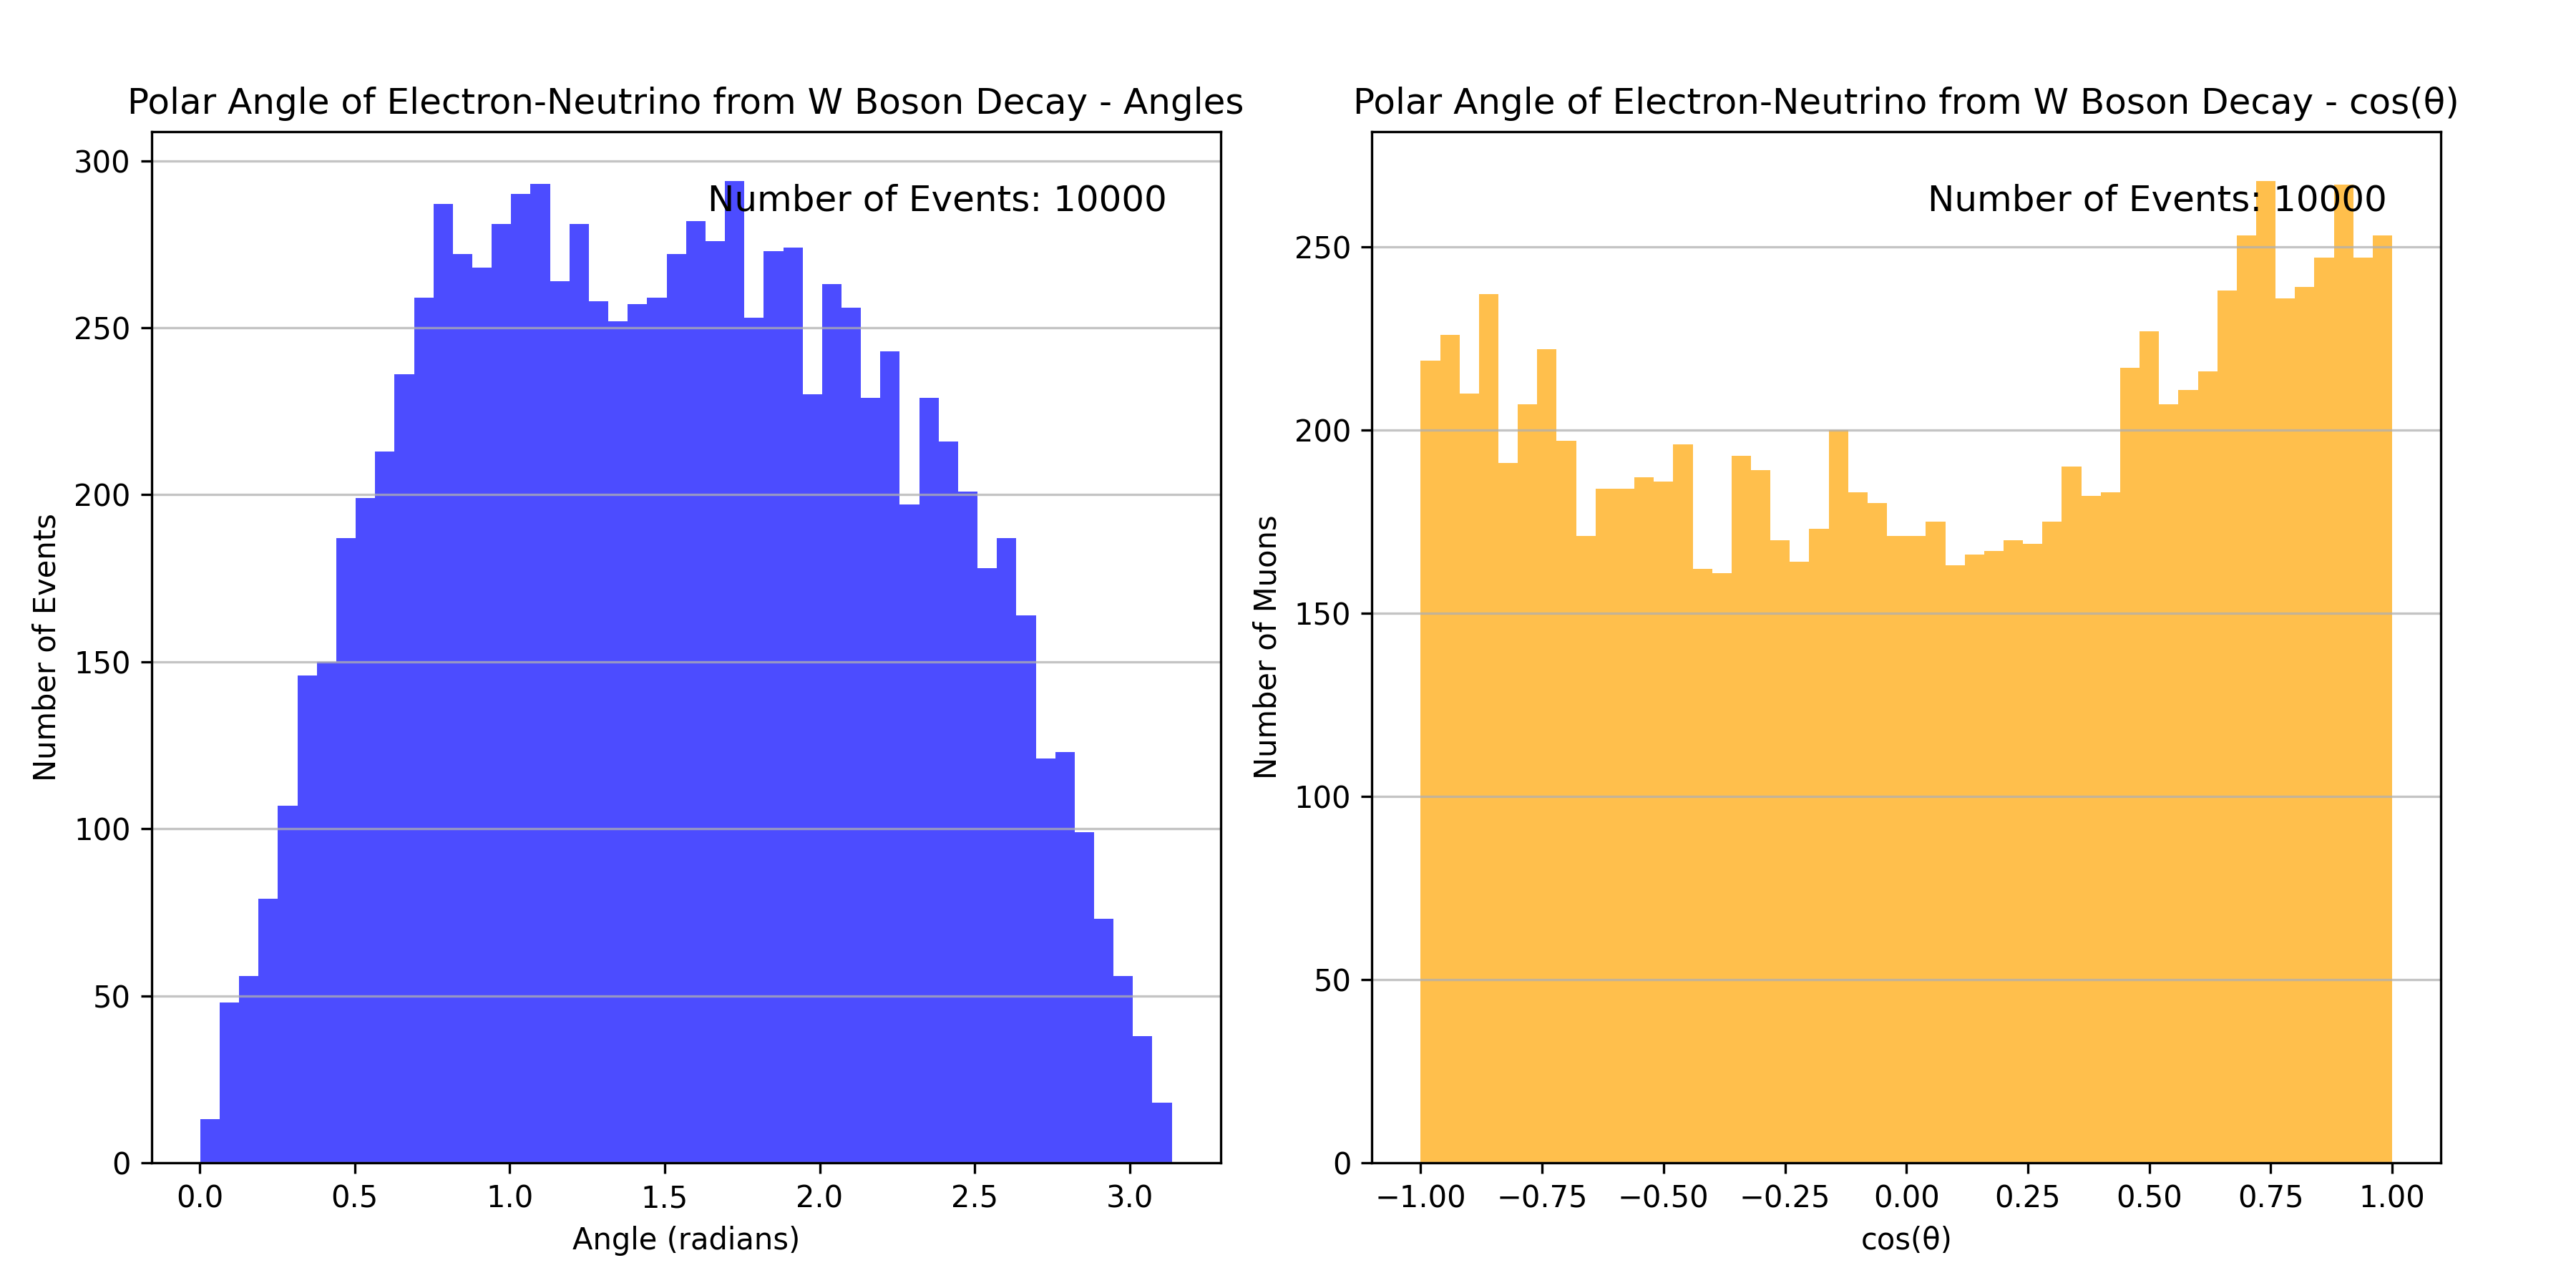 Polar Angle of Electron-Neutrino from W Boson Decay - Angles
Number of Events: 10000
Number of Events
300
250
200
150
100
50
0
0.0 0.5 1.0 1.5 2.0 2.5 3.0
Angle (radians)
Polar Angle of Electron-Neutrino from W Boson Decay - cos(θ)
Number of Events: 10000
Number of Muons
250
200
150
100
50
0
−1.00 −0.75 −0.50 −0.25 0.00 0.25 0.50 0.75 1.00
cos(θ)